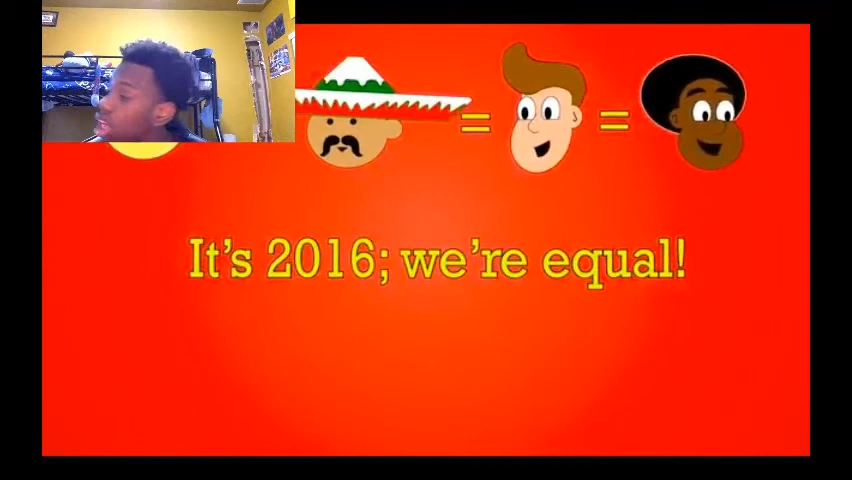 = =
It's 2016; we're equal!